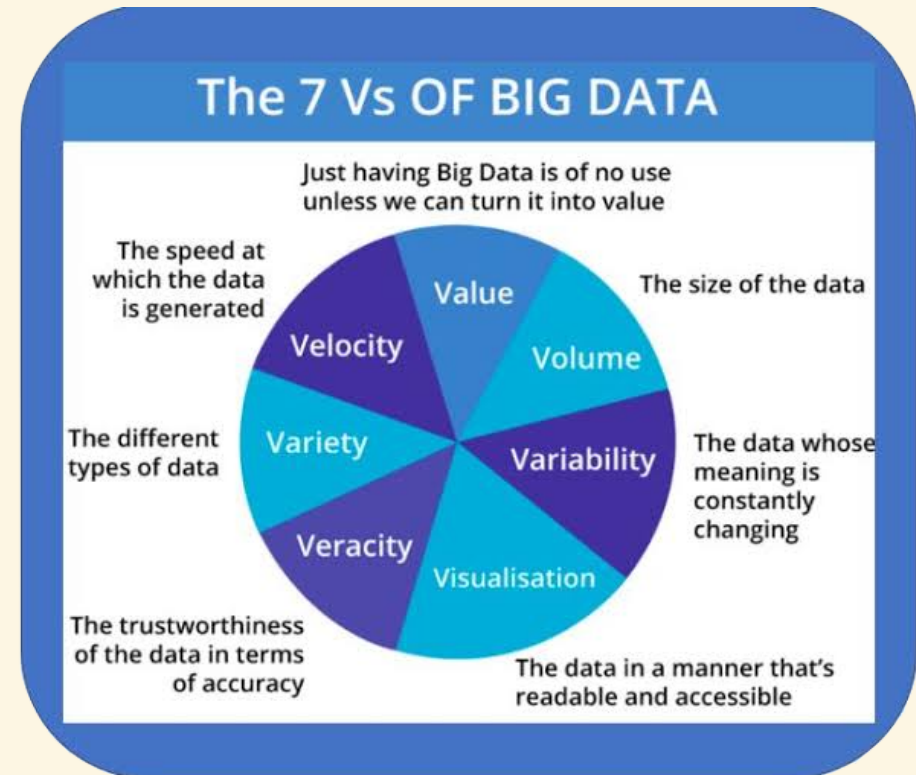 The 7 Vs OF BIG DATA
Just having Big Data is of no use
unless we can turn it into value
Value
The size of the data
Volume
The data whose
meaning is
constantly
changing
Variability
The data in a manner that's
readable and accessible
Visualisation
The trustworthiness
of the data in terms
of accuracy
Veracity
The different
types of data
Variety
The speed at
which the data
is generated
Velocity